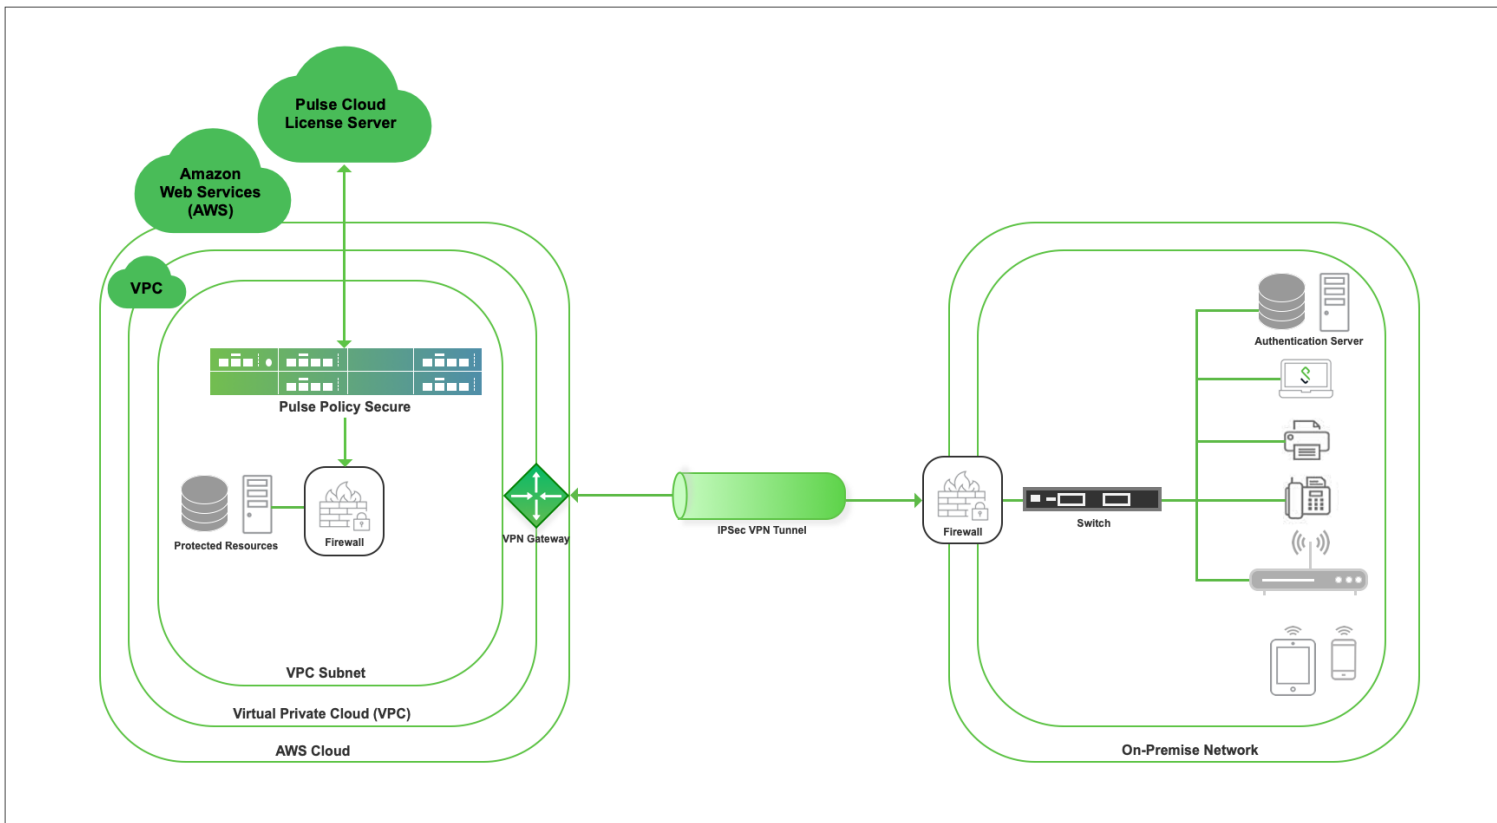 Pulse Cloud
License Server
Amazon
Web Services
(AWS)
VPC
Pulse Policy Secure
Protected Resources
Firewall
VPN Gateway
VPC Subnet
Virtual Private Cloud (VPC)
AWS Cloud
IPSec VPN Tunnel
Firewall
Switch
Authentication Server
On-Premise Network